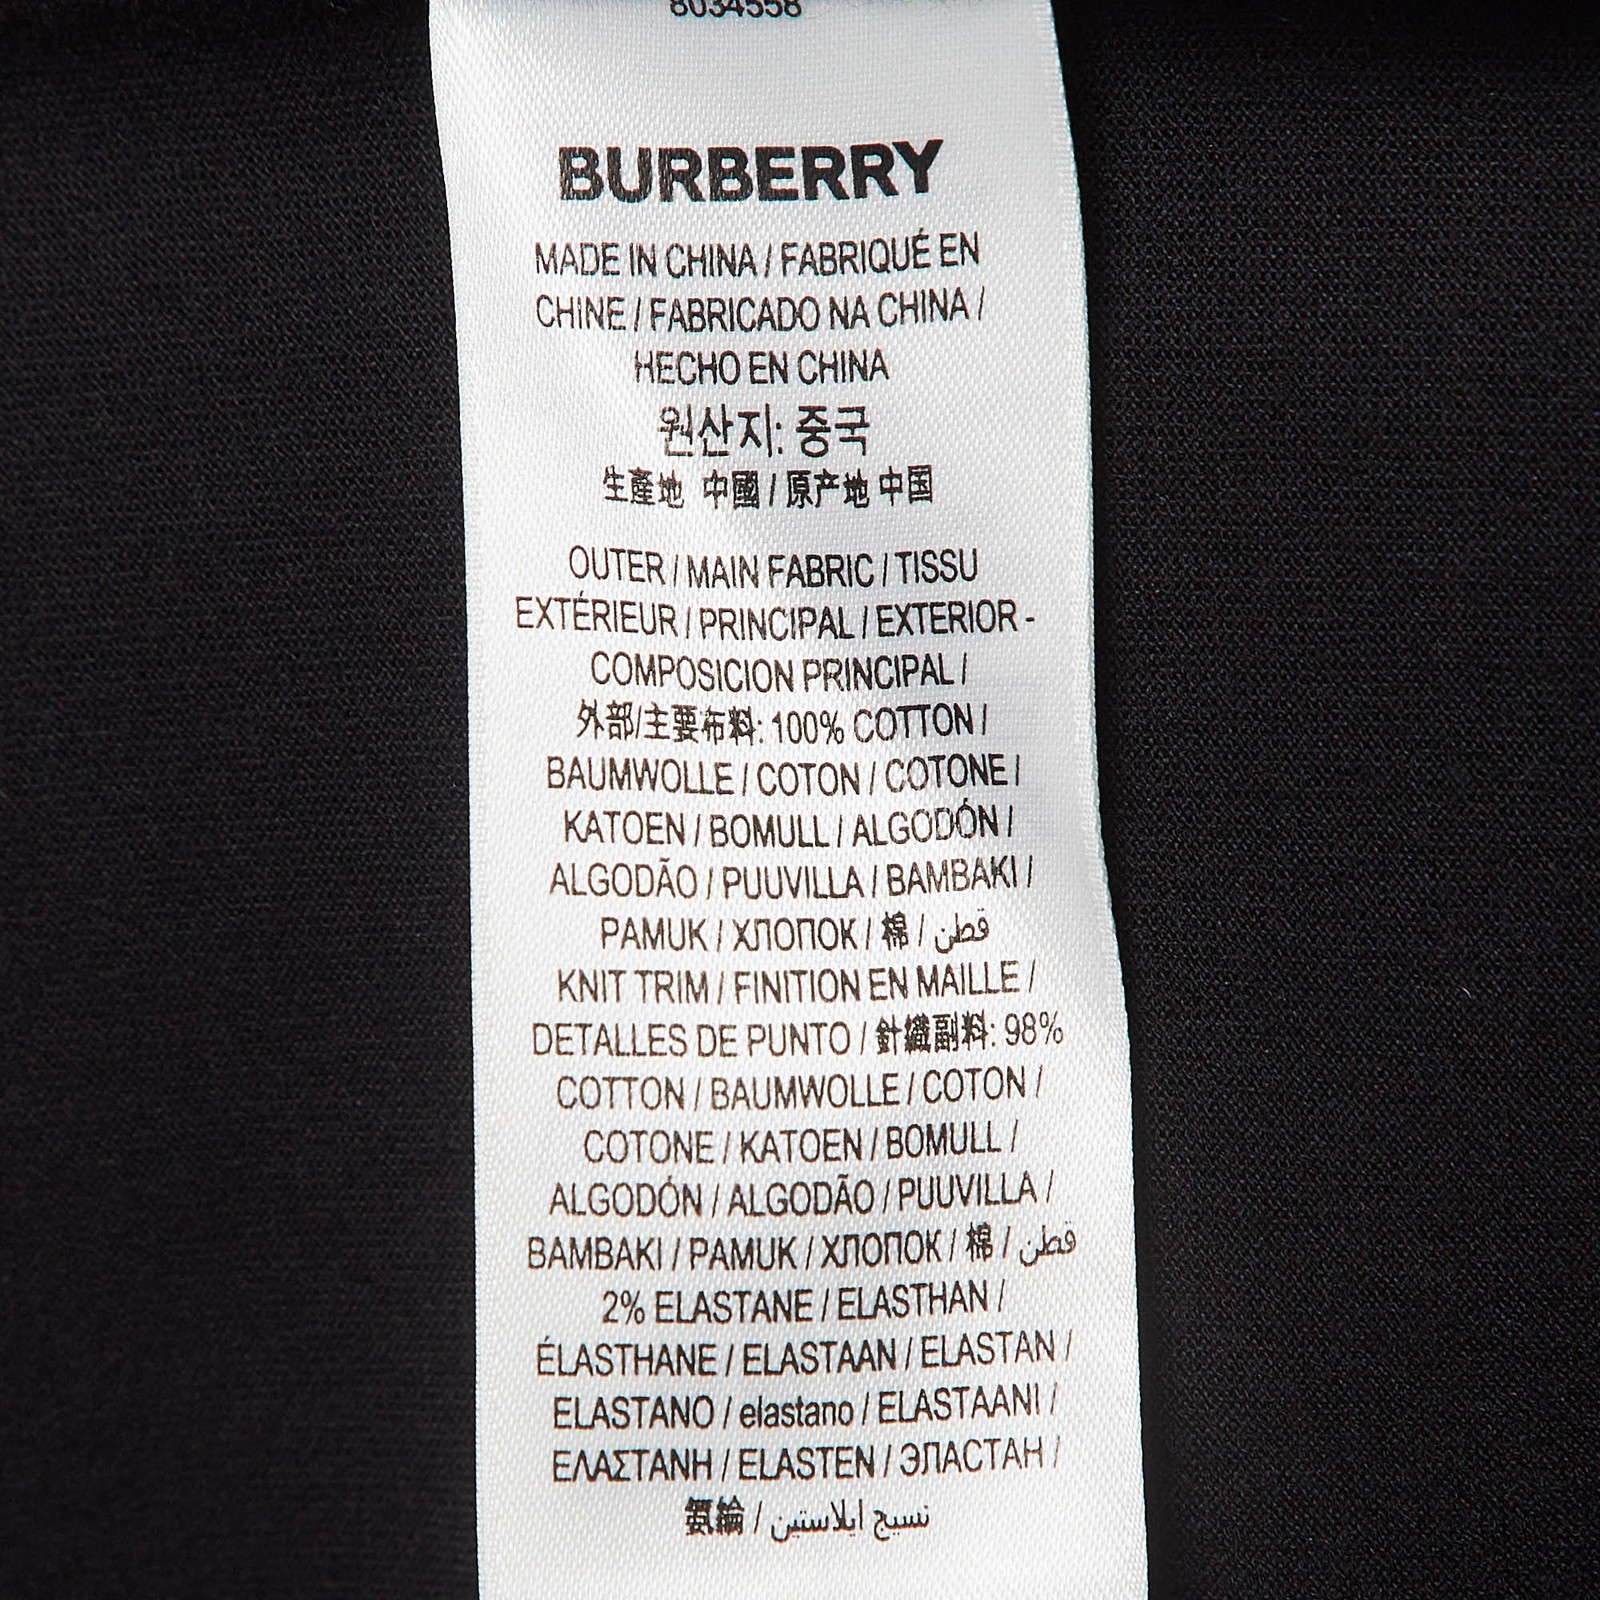 8034558
BURBERRY
MADE IN CHINA / FABRIQUÉ EN
CHINE / FABRICADO NA CHINA /
HECHO EN CHINA
원산지: 중국
生產地 中國 / 原产地 中国
OUTER / MAIN FABRIC / TISSU
EXTÉRIEUR / PRINCIPAL / EXTERIOR -
COMPOSICION PRINCIPAL /
外部/主要布料: 100% COTTON /
BAUMWOLLE / COTON / COTONE /
KATOEN / BOMULL / ALGODÓN /
ALGODÃO / PUUVILLA / BAMBAKI /
PAMUK / ХЛОПОК / 棉 / قطن
KNIT TRIM / FINITION EN MAILLE /
DETALLES DE PUNTO / 針織副料: 98%
COTTON / BAUMWOLLE / COTON /
COTONE / KATOEN / BOMULL /
ALGODÓN / ALGODÃO / PUUVILLA /
BAMBAKI / PAMUK / ХЛОПОК / 棉 / قطن
2% ELASTANE / ELASTHAN /
ÉLASTHANE / ELASTAAN / ELASTAN /
ELASTANO / elastano / ELASTAANI /
ΕΛΑΣΤΑΝΗ / ELASTEN / ЭЛАСТАН /
氨綸 / نسيج ايلاستين